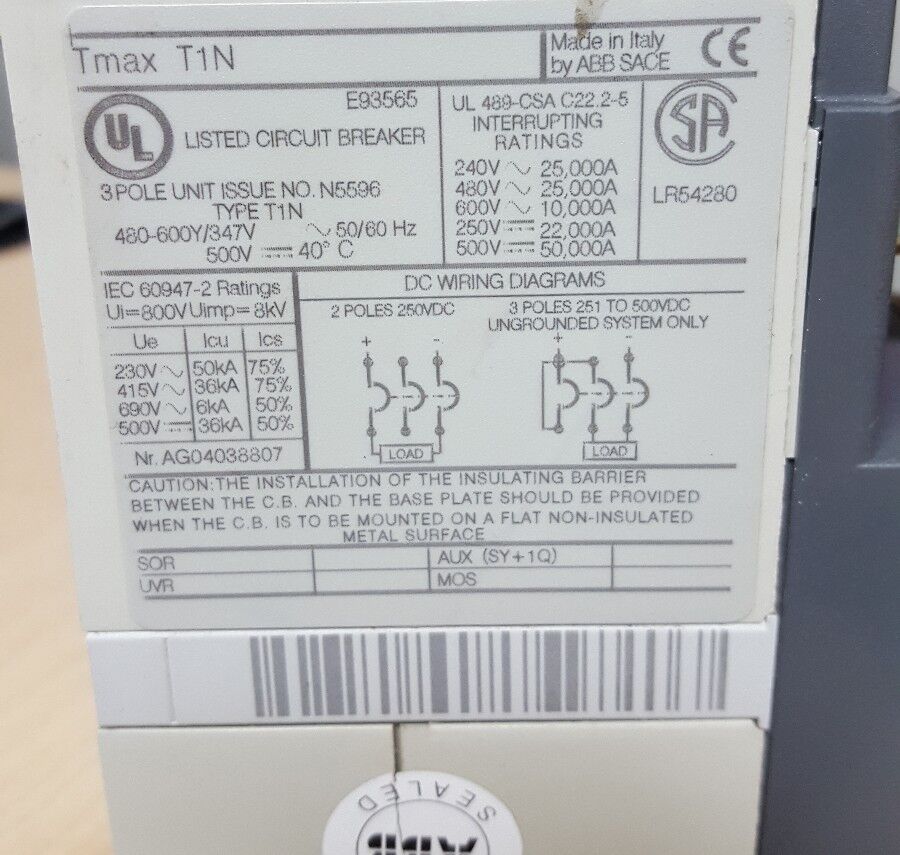 Tmax T1N
Made in Italy
by ABB SACE
CE
UL
E93565
LISTED CIRCUIT BREAKER
3 POLE UNIT ISSUE NO. N5596
TYPE T1N
480-600Y/347V ∿ 50/60 Hz
500V ⎓ 40° C
UL 489-CSA C22.2-5
INTERRUPTING
RATINGS
240V ∿ 25,000A
480V ∿ 25,000A
600V ∿ 10,000A
250V ⎓ 22,000A
500V ⎓ 50,000A
SA
LR54280
IEC 60947-2 Ratings
Ui=800V Uimp= 8kV
Ue Icu Ics
230V ∿ 50kA 75%
415V ∿ 36kA 75%
690V ∿ 6kA 50%
500V ⎓ 36kA 50%
Nr. AG04038807
DC WIRING DIAGRAMS
2 POLES 250VDC
+ -
LOAD
3 POLES 251 TO 500VDC
UNGROUNDED SYSTEM ONLY
+ -
LOAD
CAUTION:THE INSTALLATION OF THE INSULATING BARRIER
BETWEEN THE C.B. AND THE BASE PLATE SHOULD BE PROVIDED
WHEN THE C.B. IS TO BE MOUNTED ON A FLAT NON-INSULATED
METAL SURFACE
SOR AUX (SY+1Q)
UVR MOS
SEALED
ABB